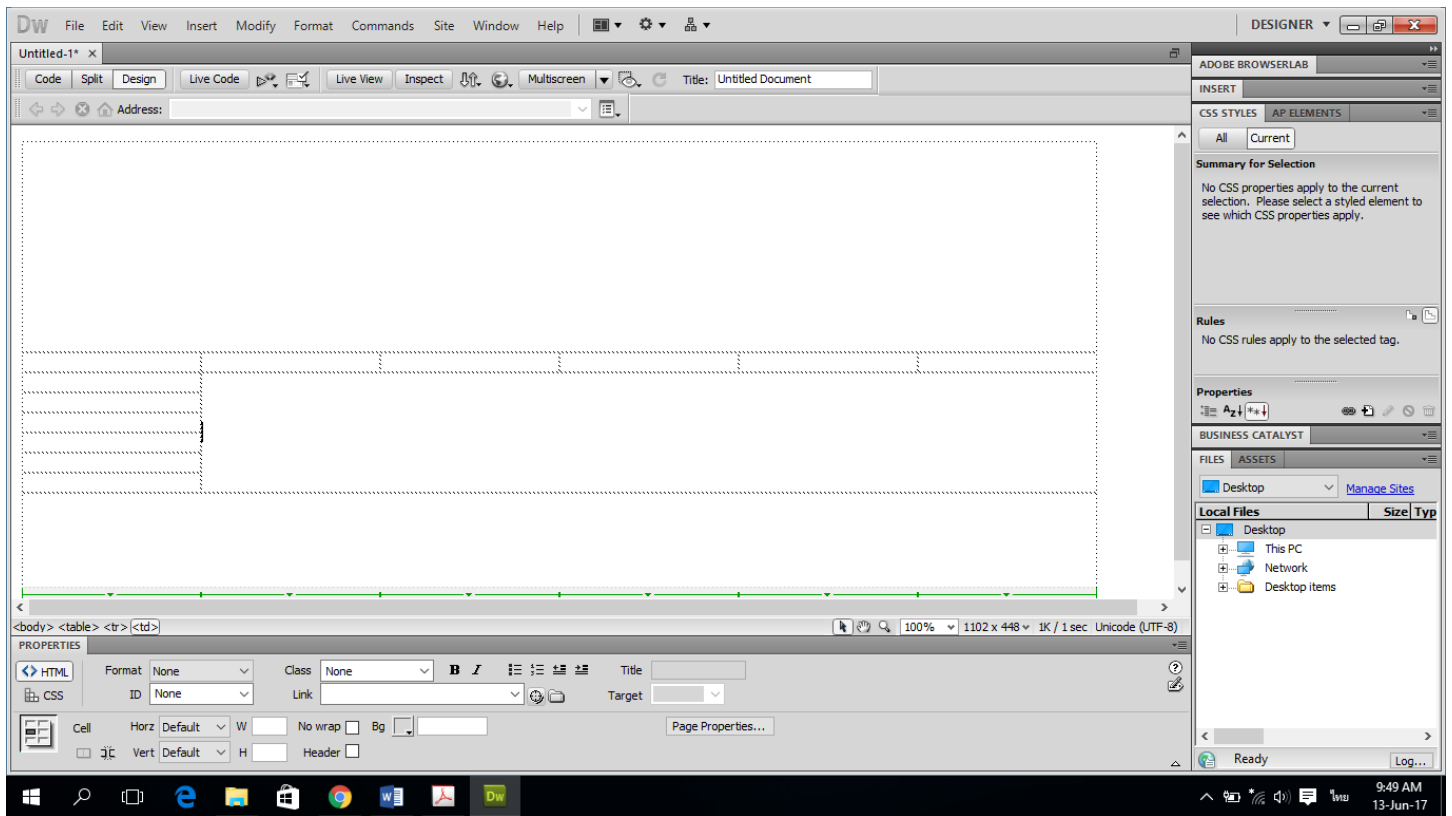 Dw File Edit View Insert Modify Format Commands Site Window Help DESIGNER
Untitled-1*
Code Split Design Live Code Live View Inspect Multiscreen Title: Untitled Document
Address:
ADOBE BROWSERLAB
INSERT
CSS STYLES AP ELEMENTS
All Current
Summary for Selection
No CSS properties apply to the current
selection. Please select a styled element to
see which CSS properties apply.
Rules
No CSS rules apply to the selected tag.
Properties
BUSINESS CATALYST
FILES ASSETS
Desktop Manage Sites
Local Files Size Typ
Desktop
This PC
Network
Desktop items
<body> <table> <tr> <td> 100% 1102 x 448 1K / 1 sec Unicode (UTF-8)
PROPERTIES
<> HTML Format None Class None B I Title
CSS ID None Link Target
Cell Horz Default W No wrap Bg Page Properties...
Vert Default H Header
Ready Log...
Dw
ไทย
9:49 AM
13-Jun-17